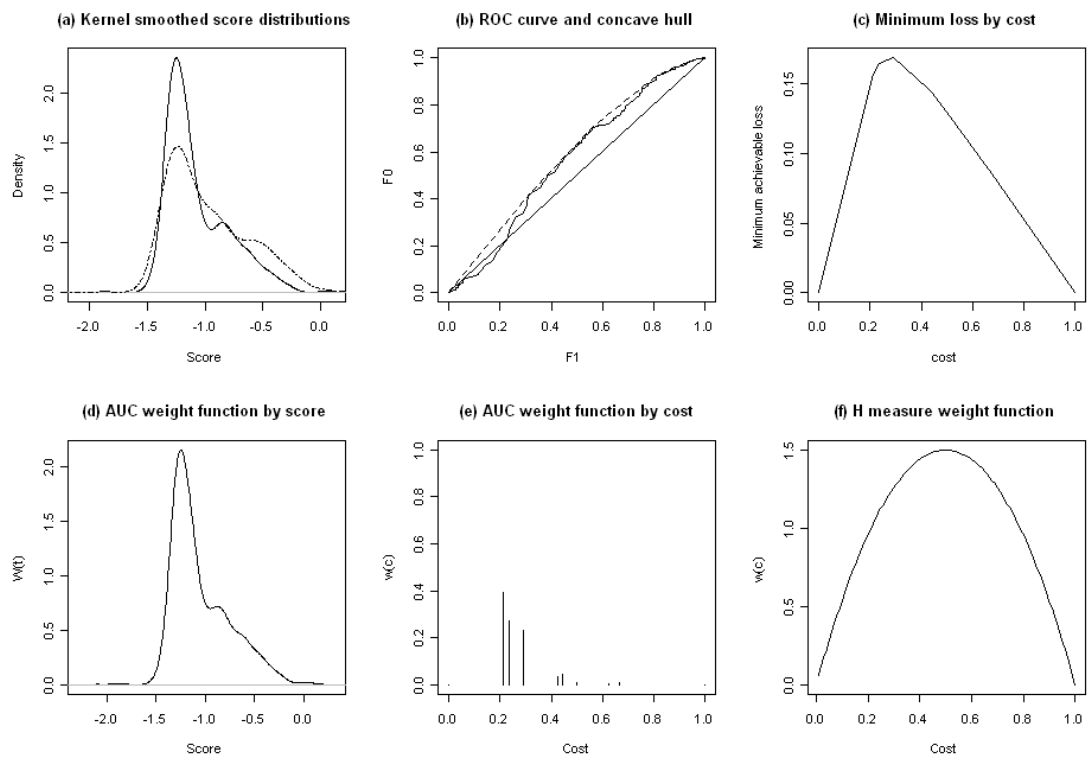 (a) Kernel smoothed score distributions
Density
0.0 0.5 1.0 1.5 2.0
-2.0 -1.5 -1.0 -0.5 0.0
Score
(b) ROC curve and concave hull
F0
0.0 0.2 0.4 0.6 0.8 1.0
0.0 0.2 0.4 0.6 0.8 1.0
F1
(c) Minimum loss by cost
Minimum achievable loss
0.00 0.05 0.10 0.15
0.0 0.2 0.4 0.6 0.8 1.0
cost
(d) AUC weight function by score
W(t)
0.0 0.5 1.0 1.5 2.0
-2.0 -1.5 -1.0 -0.5 0.0
Score
(e) AUC weight function by cost
w(c)
0.0 0.2 0.4 0.6 0.8 1.0
0.0 0.2 0.4 0.6 0.8 1.0
Cost
(f) H measure weight function
w(c)
0.0 0.5 1.0 1.5
0.0 0.2 0.4 0.6 0.8 1.0
Cost